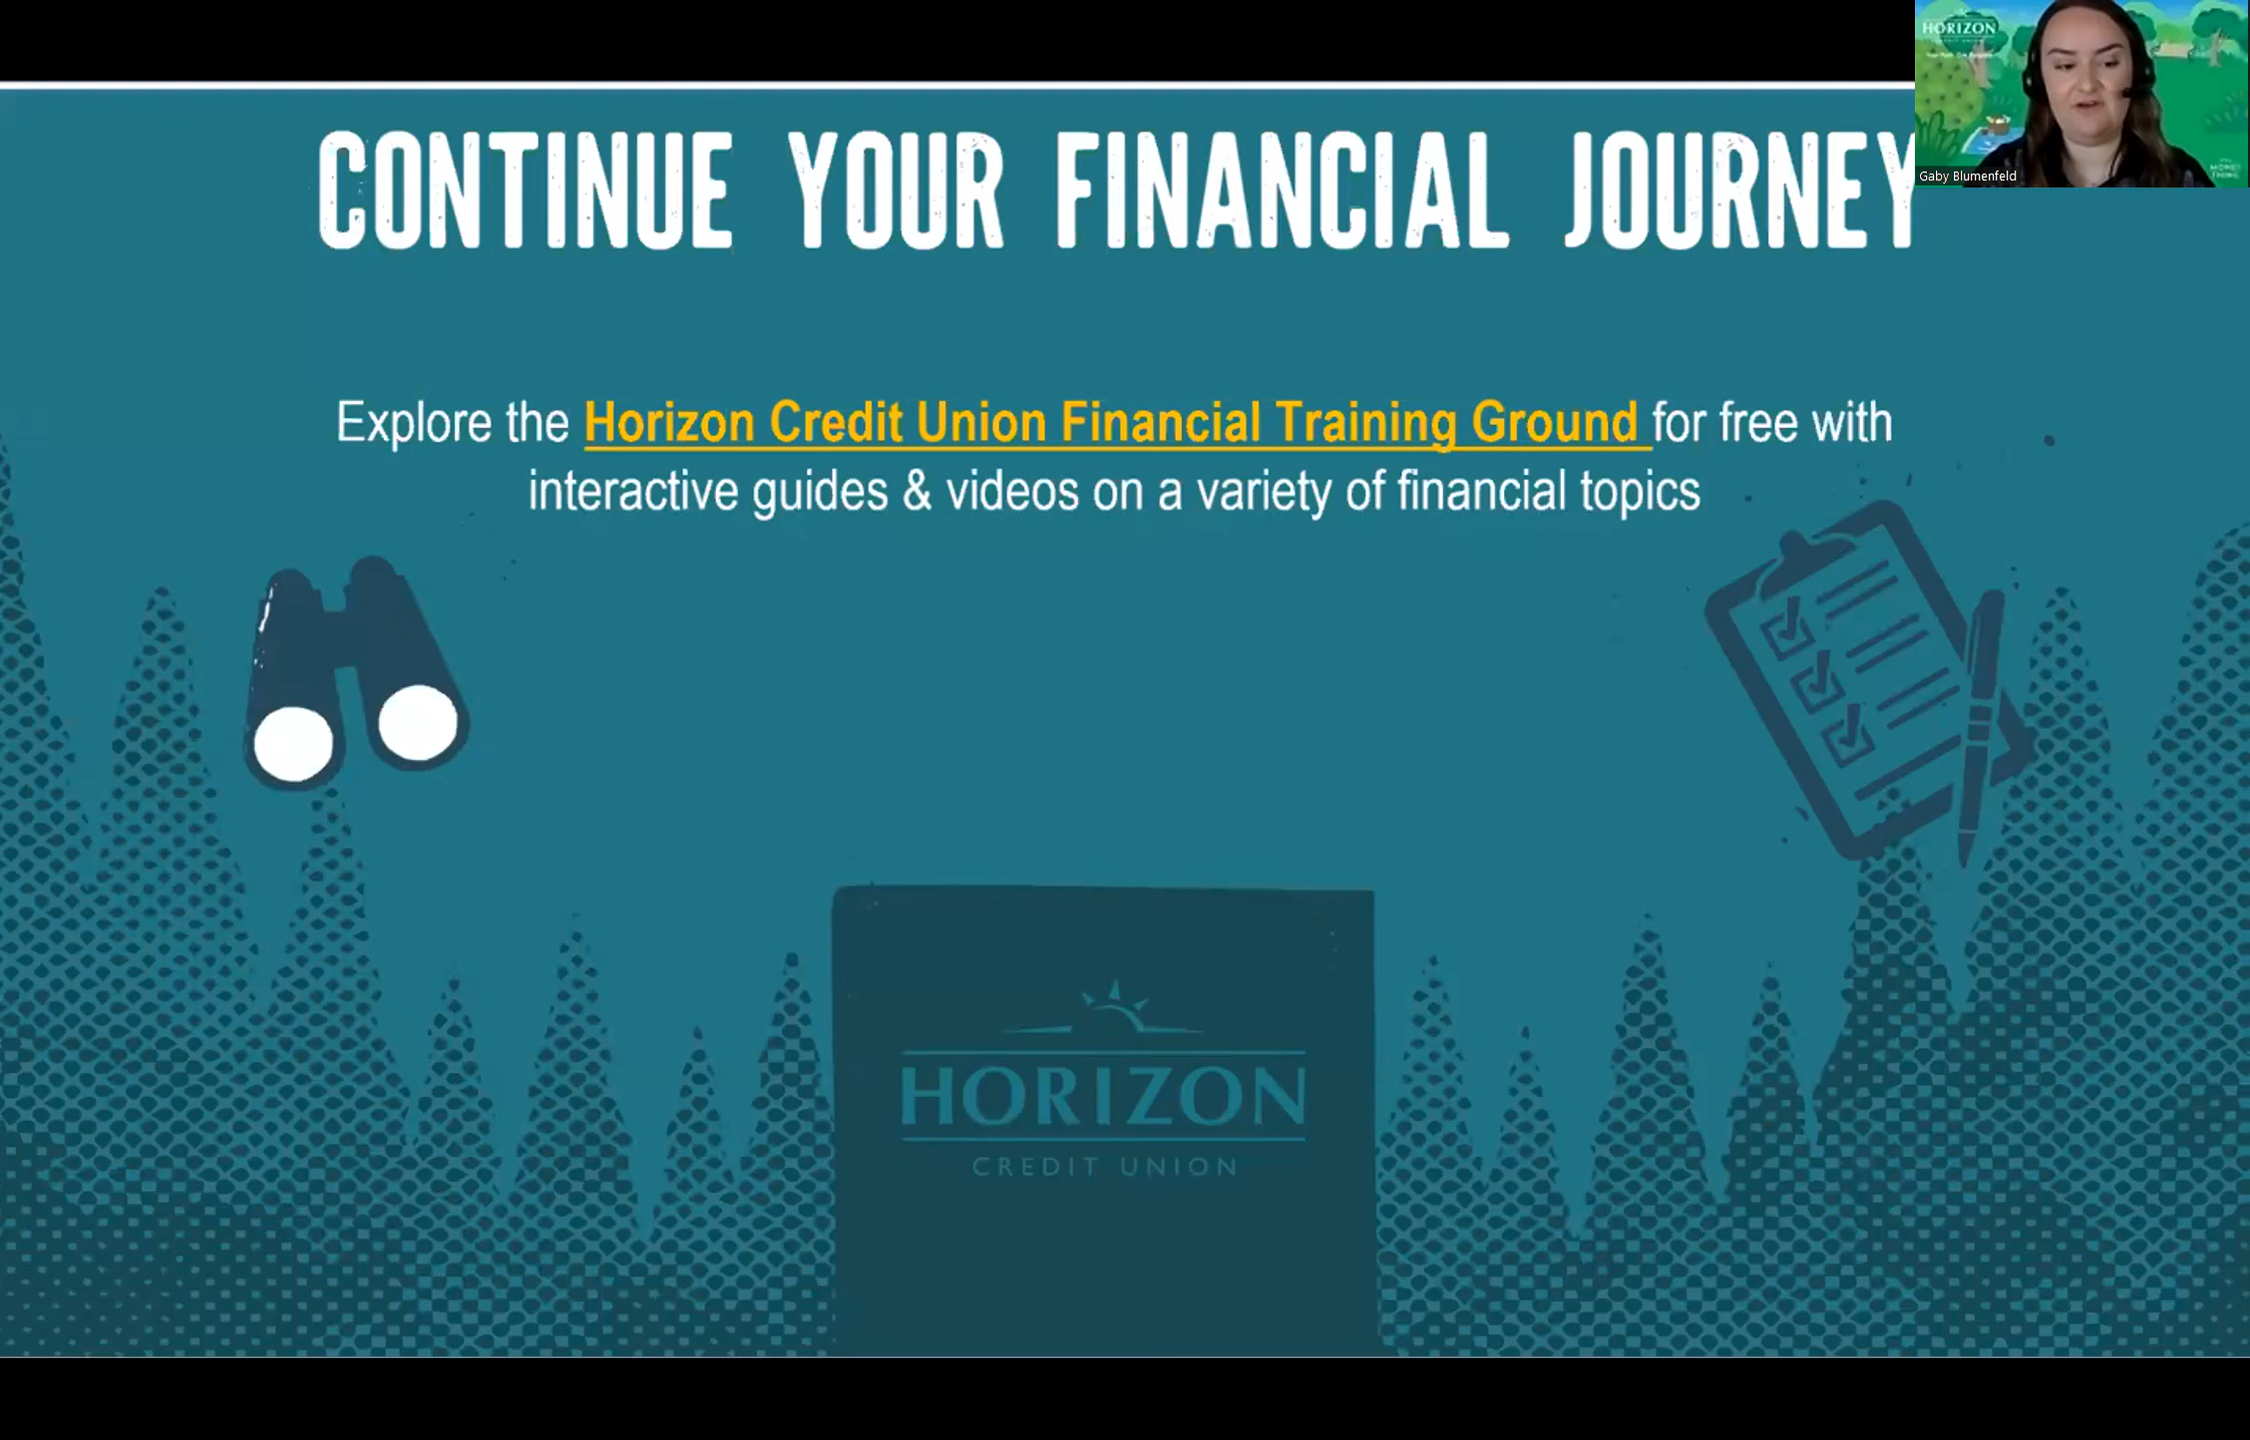 HORIZON
Gaby Blumenfeld
CONTINUE YOUR FINANCIAL JOURNEY
Explore the Horizon Credit Union Financial Training Ground for free with
interactive guides & videos on a variety of financial topics
HORIZON
CREDIT UNION